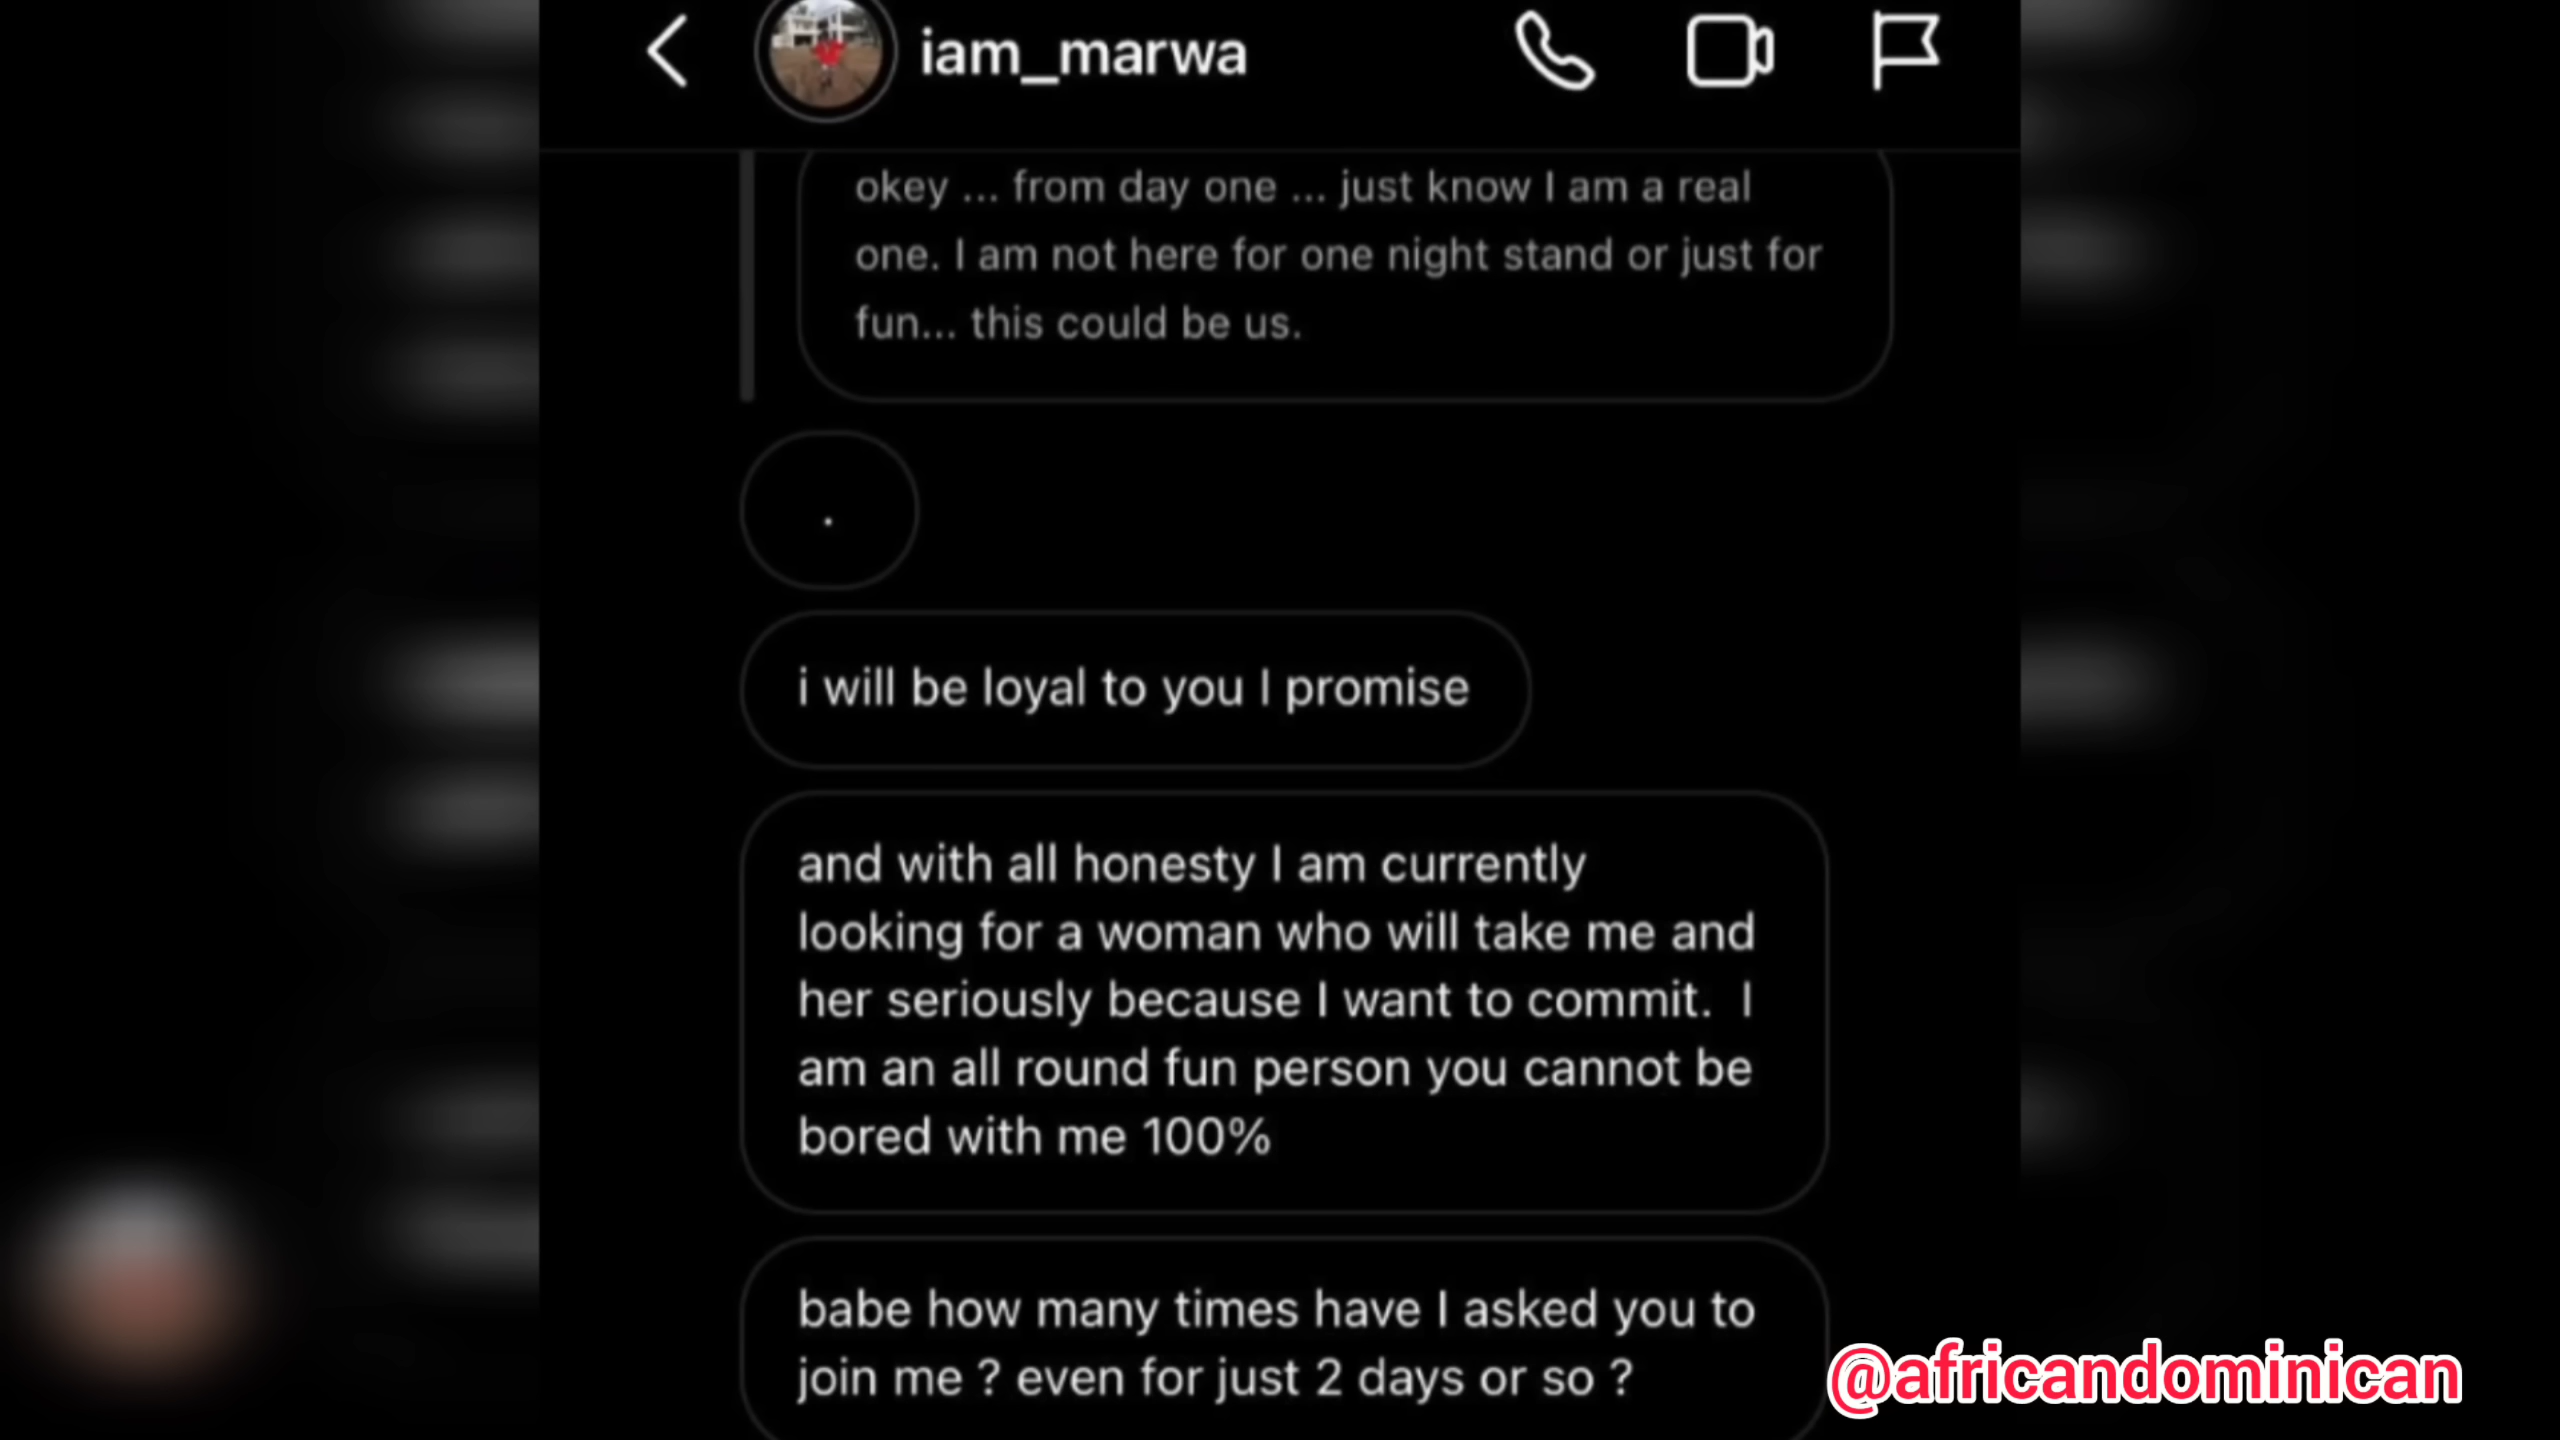 iam_marwa
okey ... from day one ... just know I am a real
one. I am not here for one night stand or just for
fun... this could be us.
.
i will be loyal to you I promise
and with all honesty I am currently
looking for a woman who will take me and
her seriously because I want to commit.  I
am an all round fun person you cannot be
bored with me 100%
babe how many times have I asked you to
join me ? even for just 2 days or so ?
@africandominican